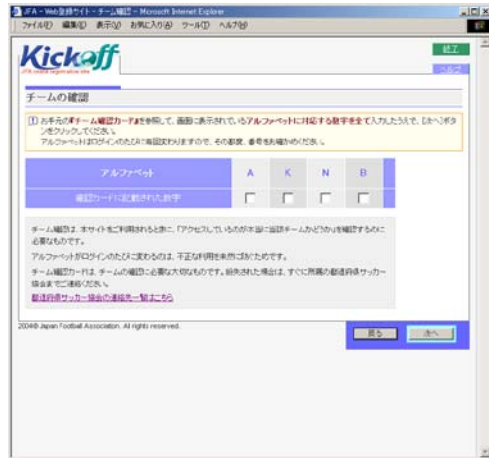 JFA - Web登録サイト - チーム確認 - Microsoft Internet Explorer
ファイル(F) 編集(E) 表示(V) お気に入り(A) ツール(T) ヘルプ(H)
Kickoff
JFA online registration site
終了
ヘルプ
チームの確認
1 お手元の『チーム確認カード』を参照して、画面に表示されているアルファベットに対応する数字を全て入力したうえで、[次へ]ボタ
ンをクリックしてください。
アルファベットはログインのたびに毎回変わりますので、その都度、番号をお確かめください。
アルファベット A K N B
確認カードに記載された数字
チーム確認は、本サイトをご利用されるときに、「アクセスしているのが本当に当該チームかどうか」を確認するのに
必要なものです。
アルファベットがログインのたびに変わるのは、不正な利用を未然に防ぐためです。
チーム確認カードは、チームの確認に必要な大切なものです。紛失された場合は、すぐに所属の都道府県サッカー
協会までご連絡ください。
都道府県サッカー協会の連絡先一覧はこちら
2004© Japan Football Association. All rights reserved.
戻る 次へ